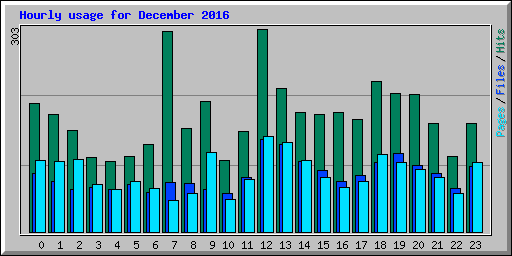 Hourly usage for December 2016
303
Pages/Files/Hits
0 1 2 3 4 5 6 7 8 9 10 11 12 13 14 15 16 17 18 19 20 21 22 23